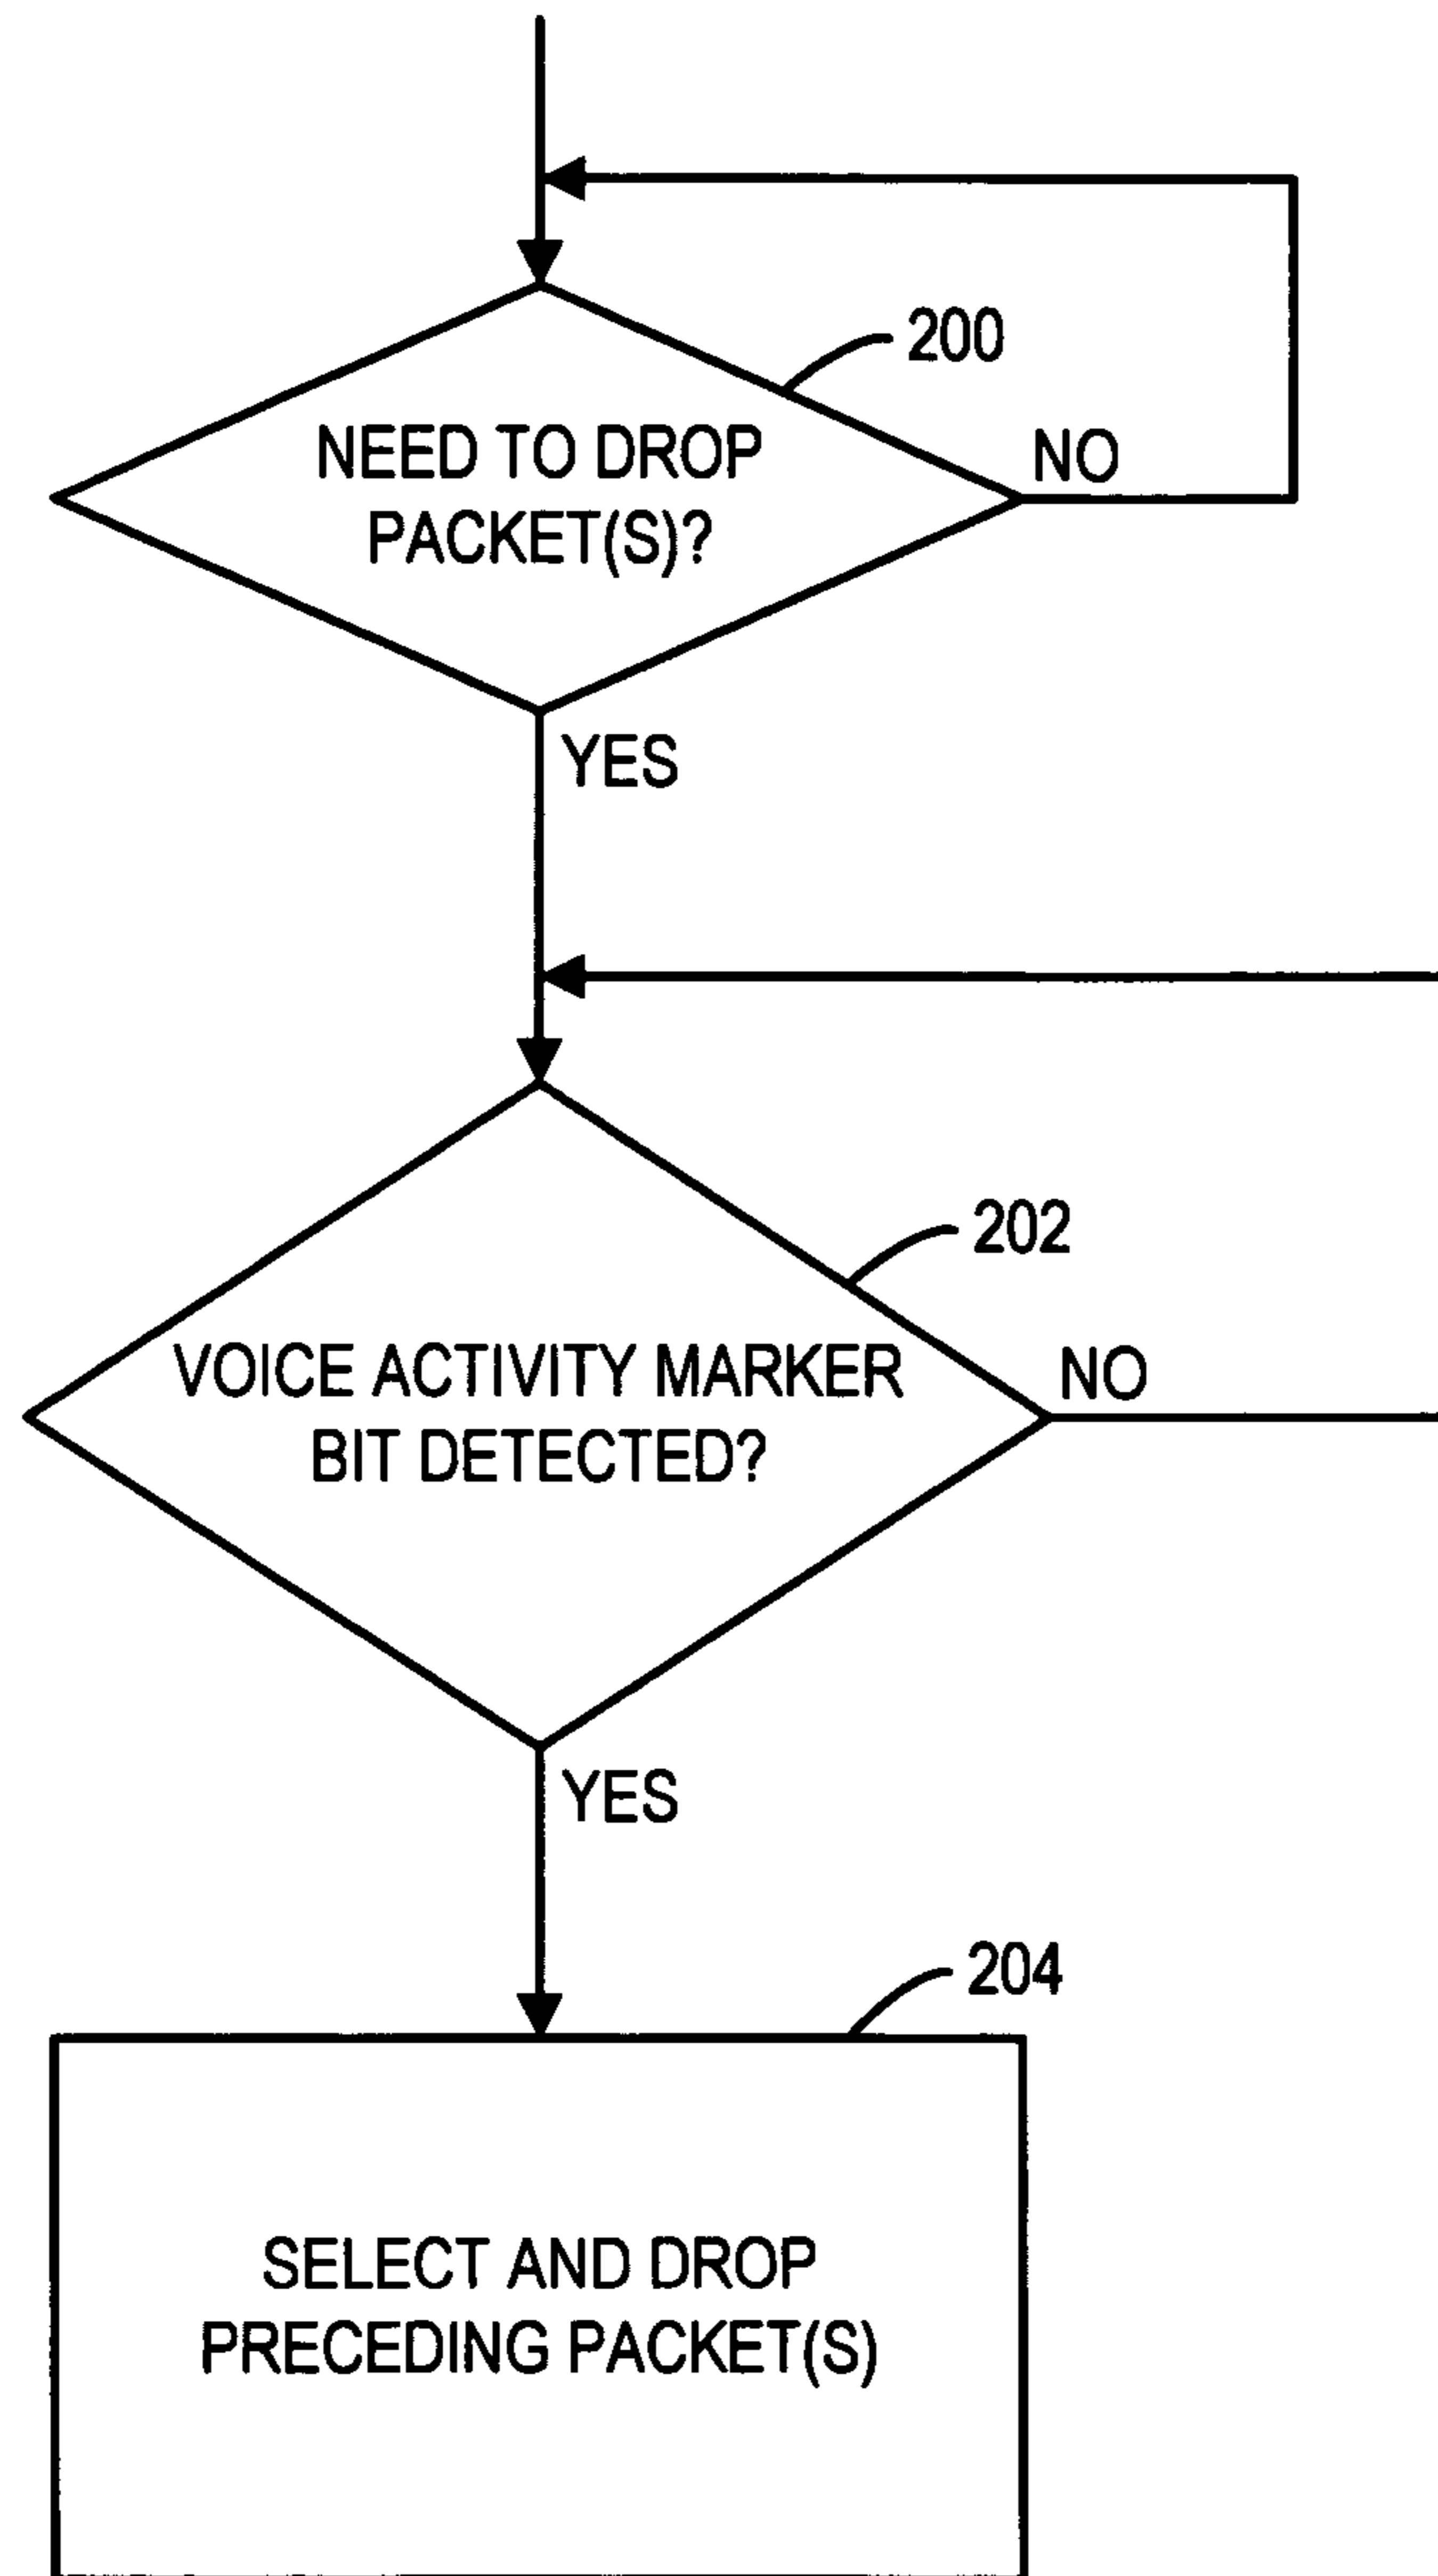 200
NEED TO DROP
PACKET(S)?
NO
YES
202
VOICE ACTIVITY MARKER
BIT DETECTED?
NO
YES
204
SELECT AND DROP
PRECEDING PACKET(S)